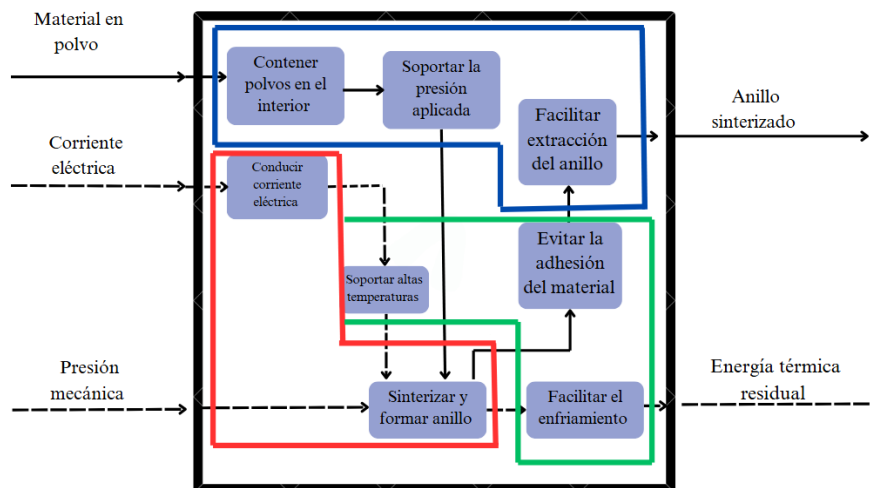 Material en
polvo
Contener
polvos en el
interior
Soportar la
presión
aplicada
Facilitar
extracción
del anillo
Anillo
sinterizado
Corriente
eléctrica
Conducir
corriente
eléctrica
Evitar la
adhesión
del material
Soportar altas
temperaturas
Presión
mecánica
Sinterizar y
formar anillo
Facilitar el
enfriamiento
Energía térmica
residual